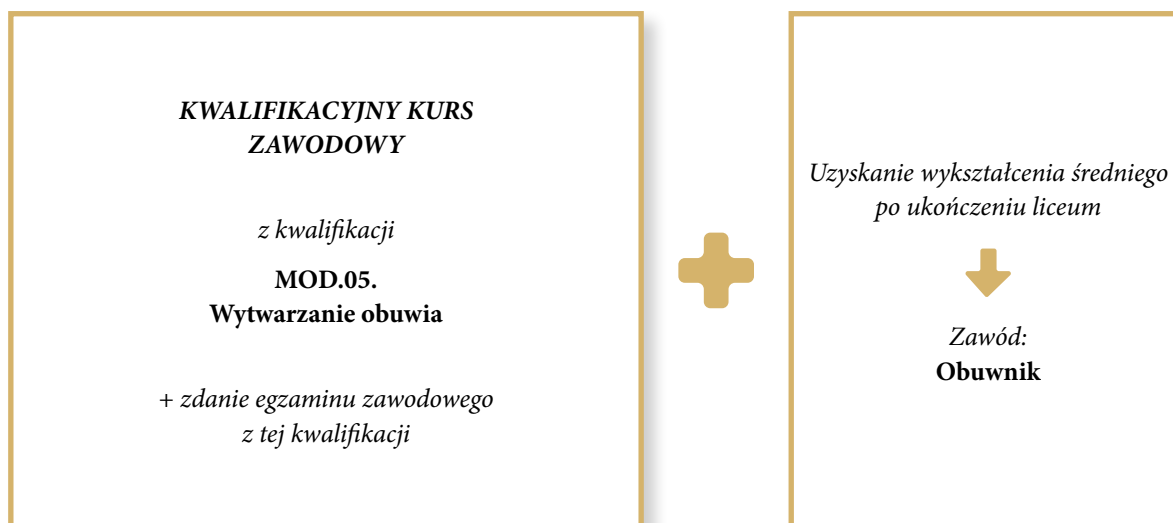 KWALIFIKACYJNY KURS
ZAWODOWY
z kwalifikacji
MOD.05.
Wytwarzanie obuwia
+ zdanie egzaminu zawodowego
z tej kwalifikacji
Uzyskanie wykształcenia średniego
po ukończeniu liceum
Zawód:
Obuwnik